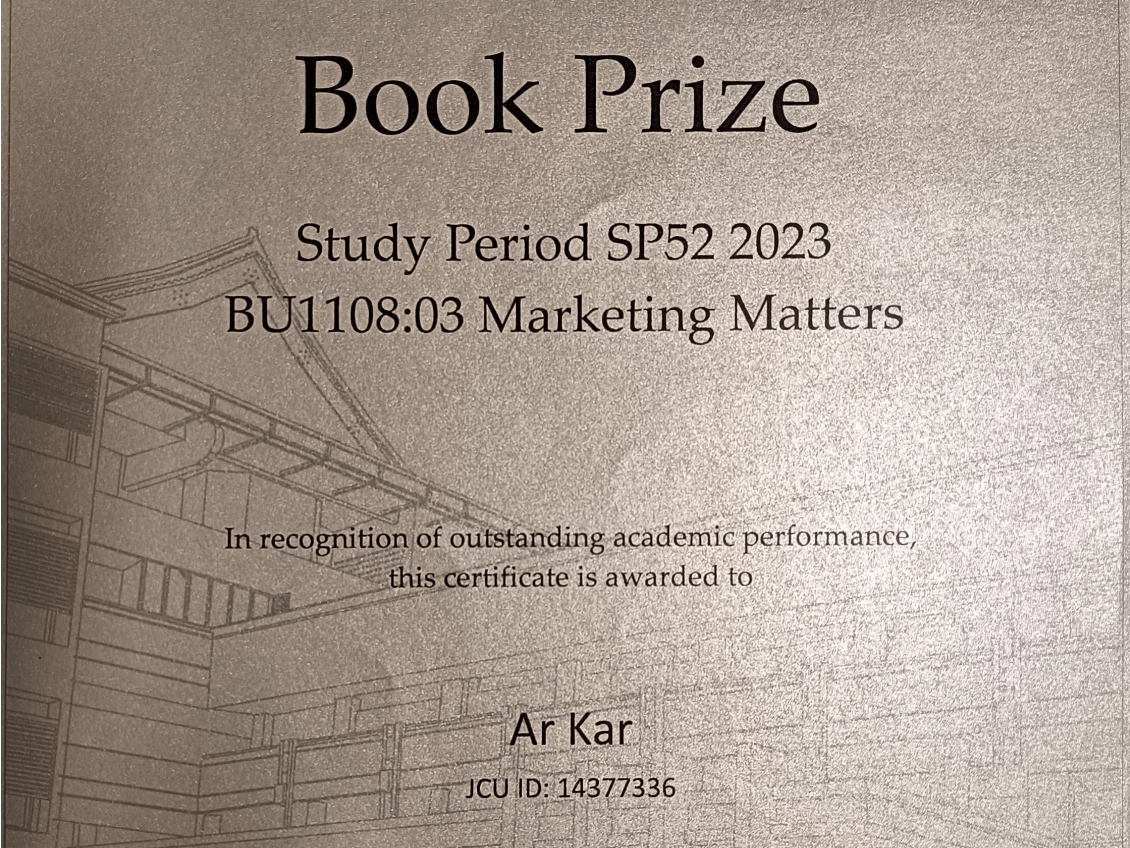 Book Prize
Study Period SP52 2023
BU1108:03 Marketing Matters
In recognition of outstanding academic performance,
this certificate is awarded to
Ar Kar
JCU ID: 14377336